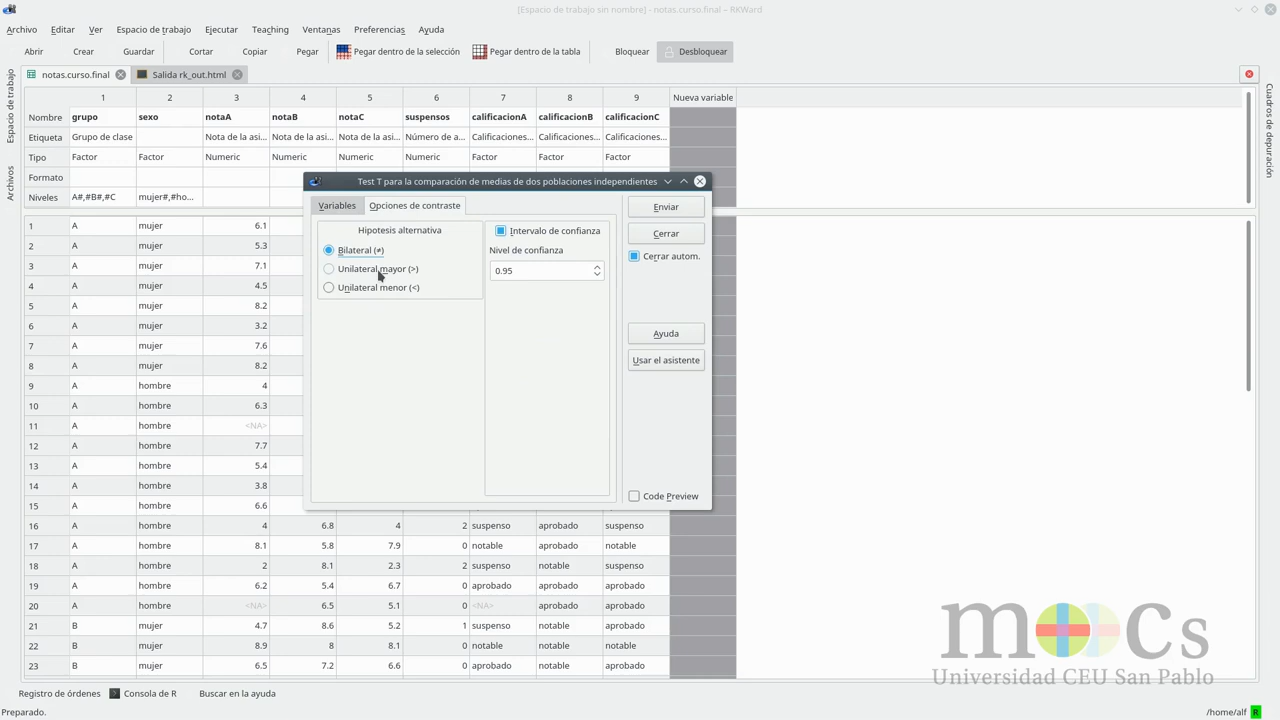 [Espacio de trabajo sin nombre] - notas.curso.final – RKWard
Archivo Editar Ver Espacio de trabajo Ejecutar Teaching Ventanas Preferencias Ayuda
Abrir Crear Guardar Cortar Copiar Pegar Pegar dentro de la selección Pegar dentro de la tabla Bloquear Desbloquear
notas.curso.final Salida rk_out.html
Espacio de trabajo
Archivos
Cuadros de depuración
1 2 3 4 5 6 7 8 9 Nueva variable
Nombre grupo sexo notaA notaB notaC suspensos calificacionA calificacionB calificacionC
Etiqueta Grupo de clase Nota de la asi... Nota de la asi... Nota de la asi... Número de a... Calificaciones... Calificaciones... Calificaciones...
Tipo Factor Factor Numeric Numeric Numeric Numeric Factor Factor Factor
Formato
Niveles A#,#B#,#C mujer#,#ho...
Test T para la comparación de medias de dos poblaciones independientes
Variables Opciones de contraste
Hipotesis alternativa
Bilateral (≠)
Unilateral mayor (>)
Unilateral menor (<)
Intervalo de confianza
Nivel de confianza
0.95
Enviar
Cerrar
Cerrar autom.
Ayuda
Usar el asistente
Code Preview
1 A mujer 6.1
2 A mujer 5.3
3 A mujer 7.1
4 A mujer 4.5
5 A mujer 8.2
6 A mujer 3.2
7 A mujer 7.6
8 A mujer 8.2
9 A hombre 4
10 A hombre 6.3
11 A hombre <NA>
12 A hombre 7.7
13 A hombre 5.4
14 A hombre 3.8
15 A hombre 6.6
16 A hombre 4 6.8 4 2 suspenso aprobado suspenso
17 A hombre 8.1 5.8 7.9 0 notable aprobado notable
18 A hombre 2 8.1 2.3 2 suspenso notable suspenso
19 A hombre 6.2 5.4 6.7 0 aprobado aprobado aprobado
20 A hombre <NA> 6.5 5.1 0 <NA> aprobado aprobado
21 B mujer 4.7 8.6 5.2 1 suspenso notable aprobado
22 B mujer 8.9 8 8.1 0 notable notable notable
23 B mujer 6.5 7.2 6.6 0 aprobado notable aprobado
mooCs
Universidad CEU San Pablo
Registro de órdenes Consola de R Buscar en la ayuda
Preparado. /home/alf R